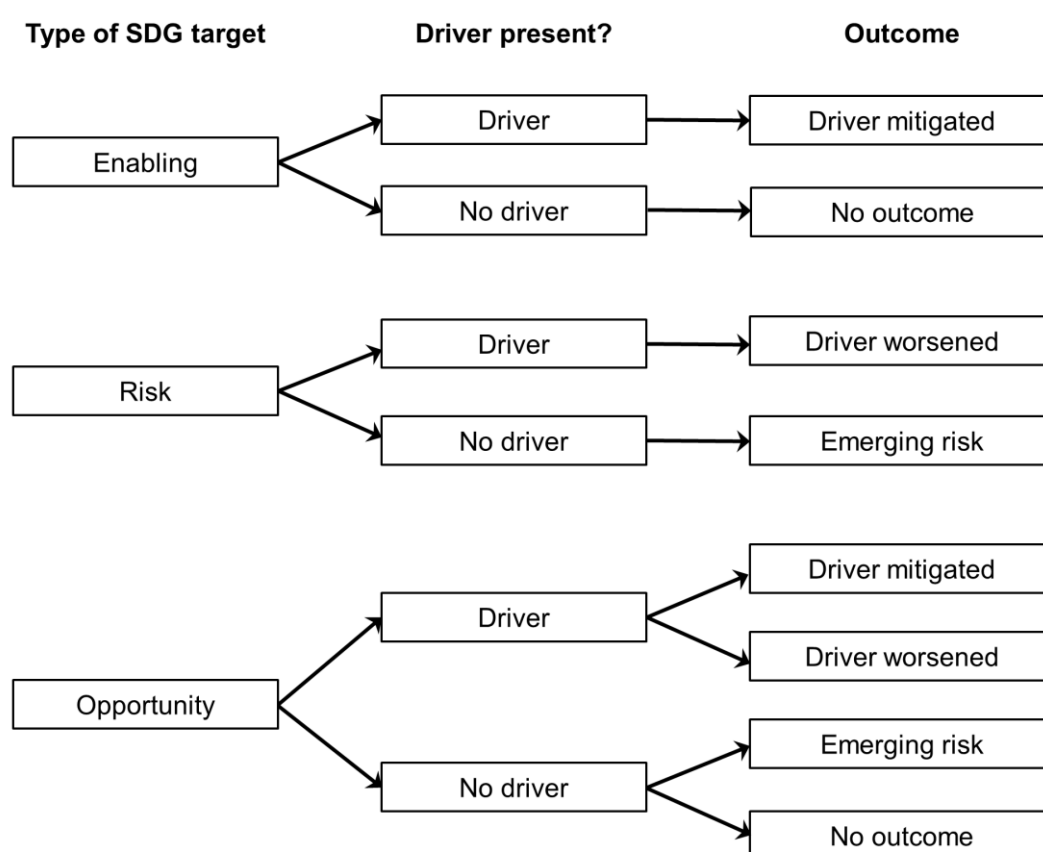 Type of SDG target Driver present? Outcome
Driver Driver mitigated
Enabling
No driver No outcome
Driver Driver worsened
Risk
No driver Emerging risk
Driver mitigated
Driver
Driver worsened
Opportunity
Emerging risk
No driver
No outcome